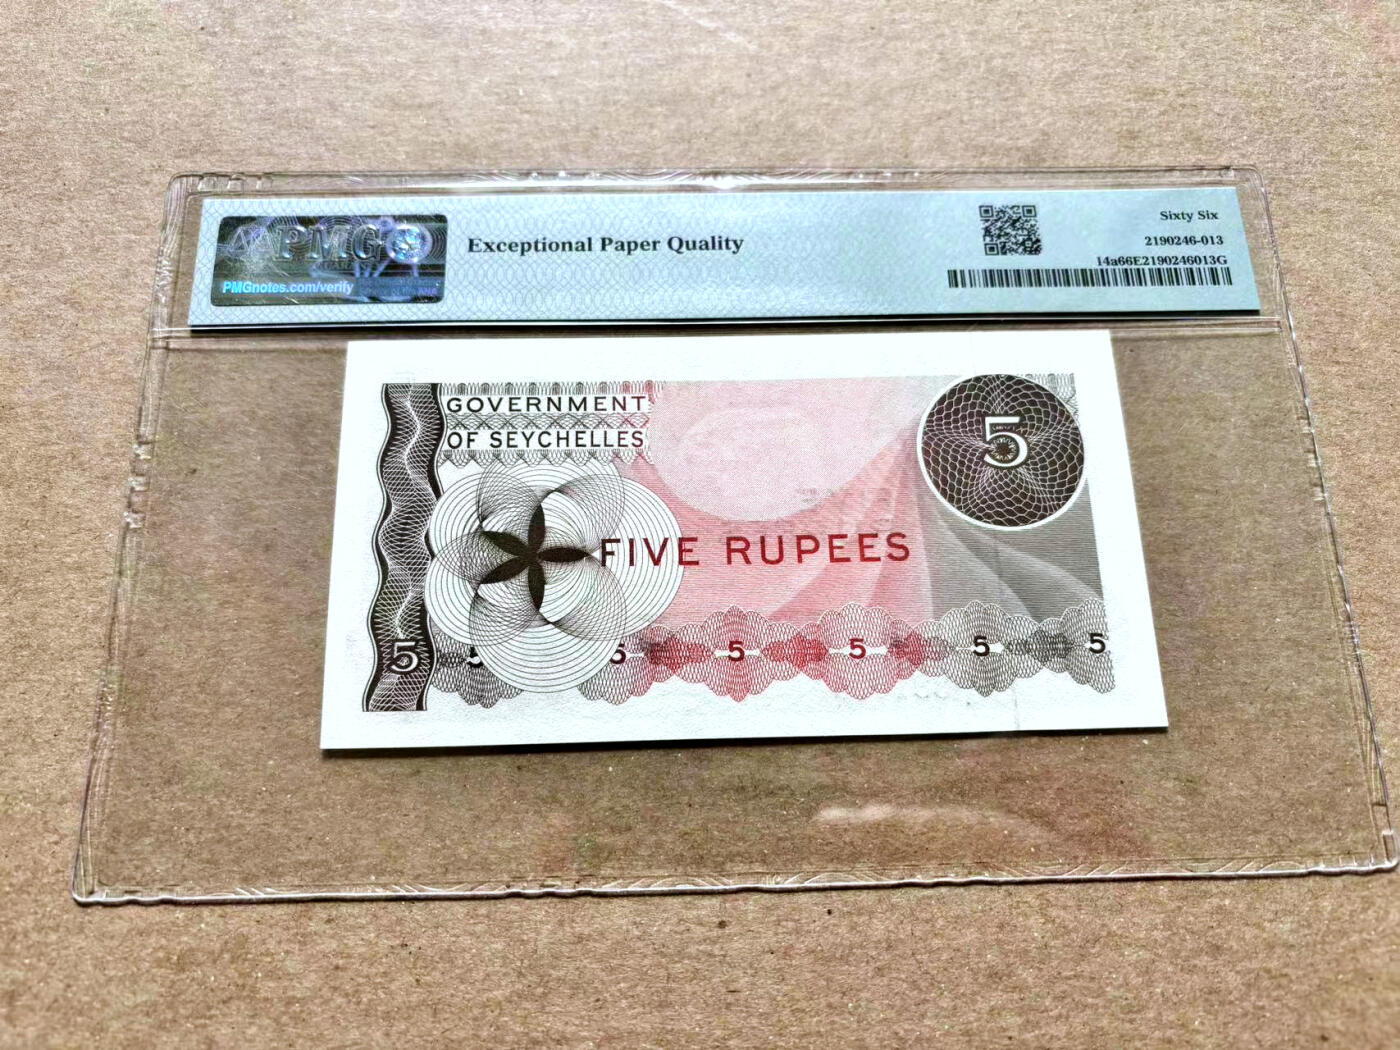 PMG
PMGnotes.com/verify
Exceptional Paper Quality
Sixty Six
2190246-013
14a66E2190246013G
GOVERNMENT
OF SEYCHELLES
5
FIVE RUPEES
5 5 5 5 5 5 5